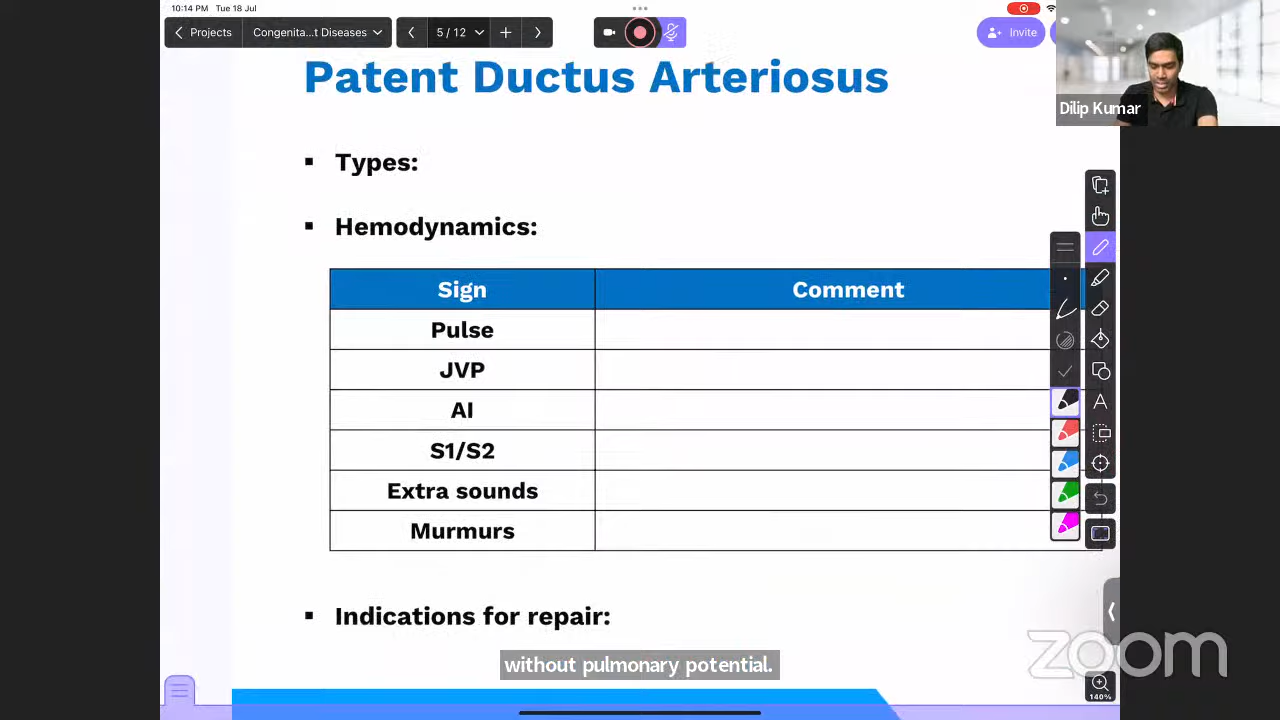 10:14 PM Tue 18 Jul
Projects
Congenita...t Diseases
5 / 12
Invite
Dilip Kumar
Patent Ductus Arteriosus
▪ Types:
▪ Hemodynamics:
Sign Comment
Pulse
JVP
AI
S1/S2
Extra sounds
Murmurs
▪ Indications for repair:
A
without pulmonary potential.
zoom
140%